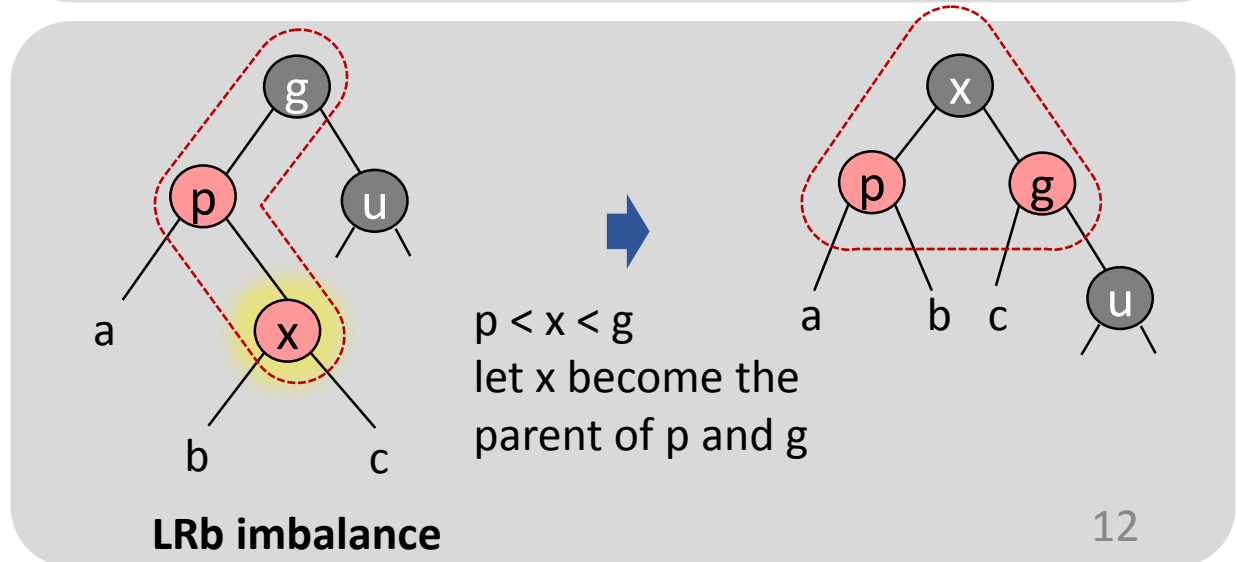 g
p
u
x
a
b
c
LRb imbalance
p < x < g
let x become the
parent of p and g
x
p
g
u
a
b
c
12